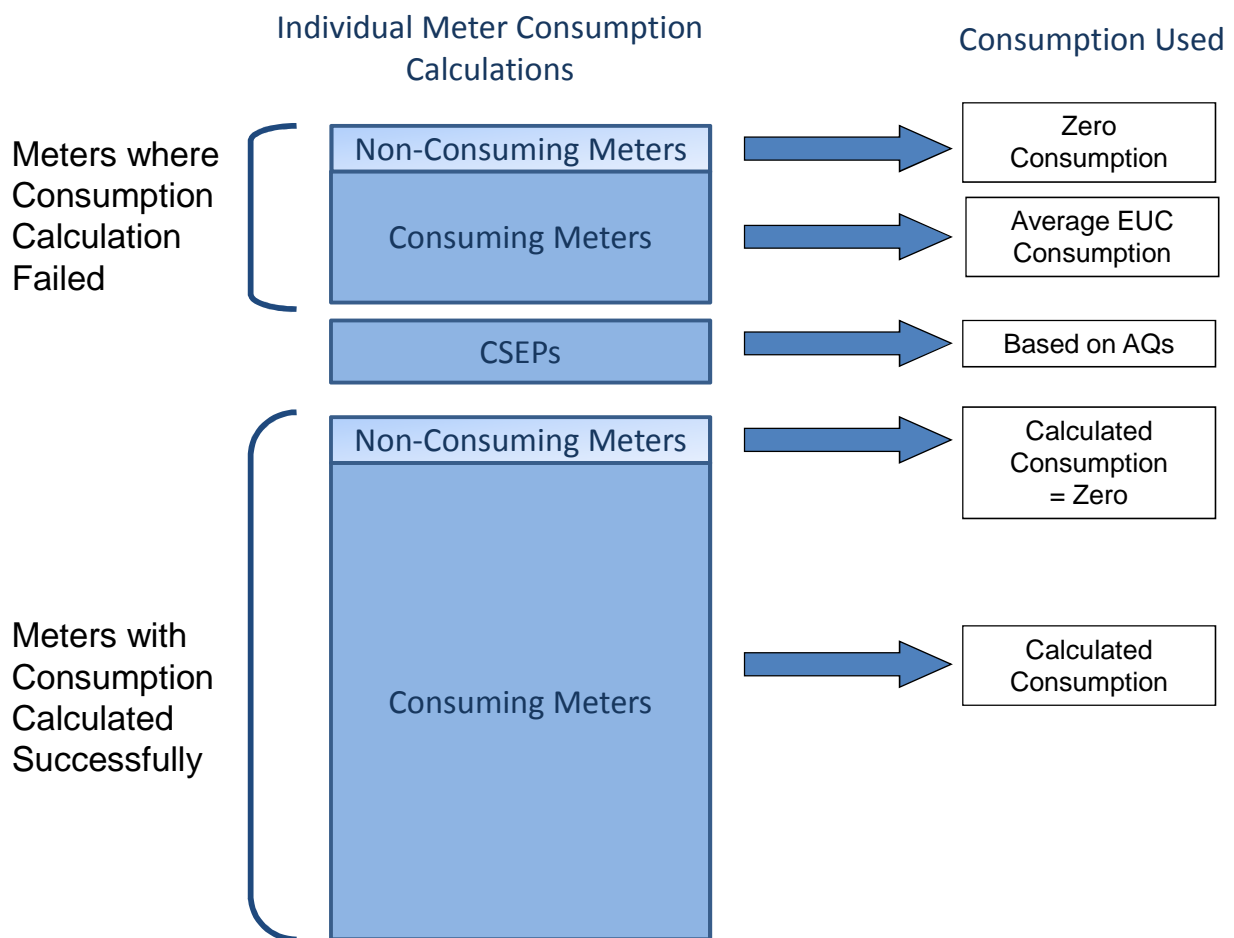 Individual Meter Consumption
Calculations
Consumption Used
Meters where
Consumption
Calculation
Failed
Non-Consuming Meters
Zero
Consumption
Consuming Meters
Average EUC
Consumption
CSEPs
Based on AQs
Meters with
Consumption
Calculated
Successfully
Non-Consuming Meters
Calculated
Consumption
= Zero
Consuming Meters
Calculated
Consumption